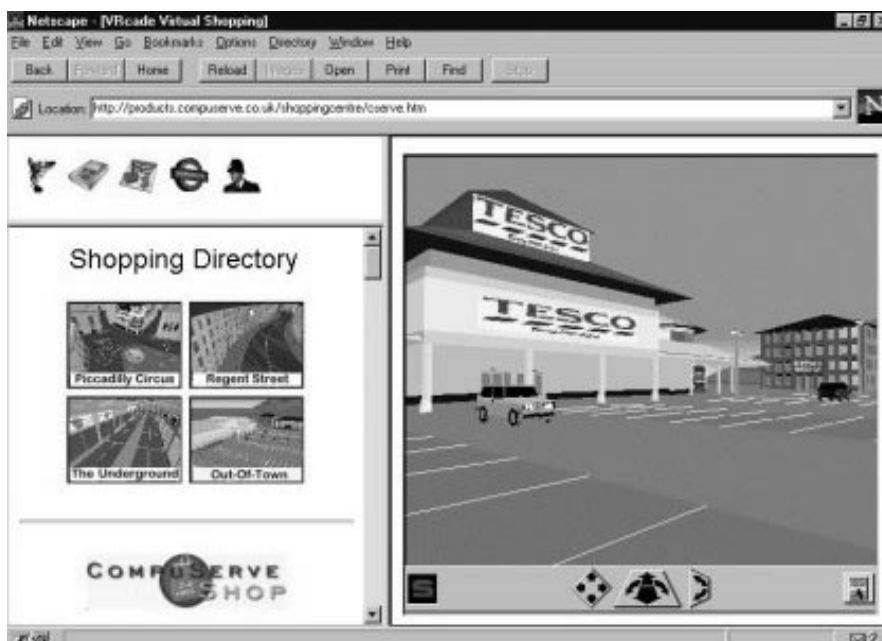 Netscape - [VRcade Virtual Shopping]
File Edit View Go Bookmarks Options Directory Window Help
Back Forward Home Reload Images Open Print Find Stop
Location: http://products.compuserve.co.uk/shoppingcentre/cserve.htm
N
Shopping Directory
Piccadilly Circus Regent Street
The Underground Out-Of-Town
COMPUSERVE
SHOP
TESCO
TESCO
S